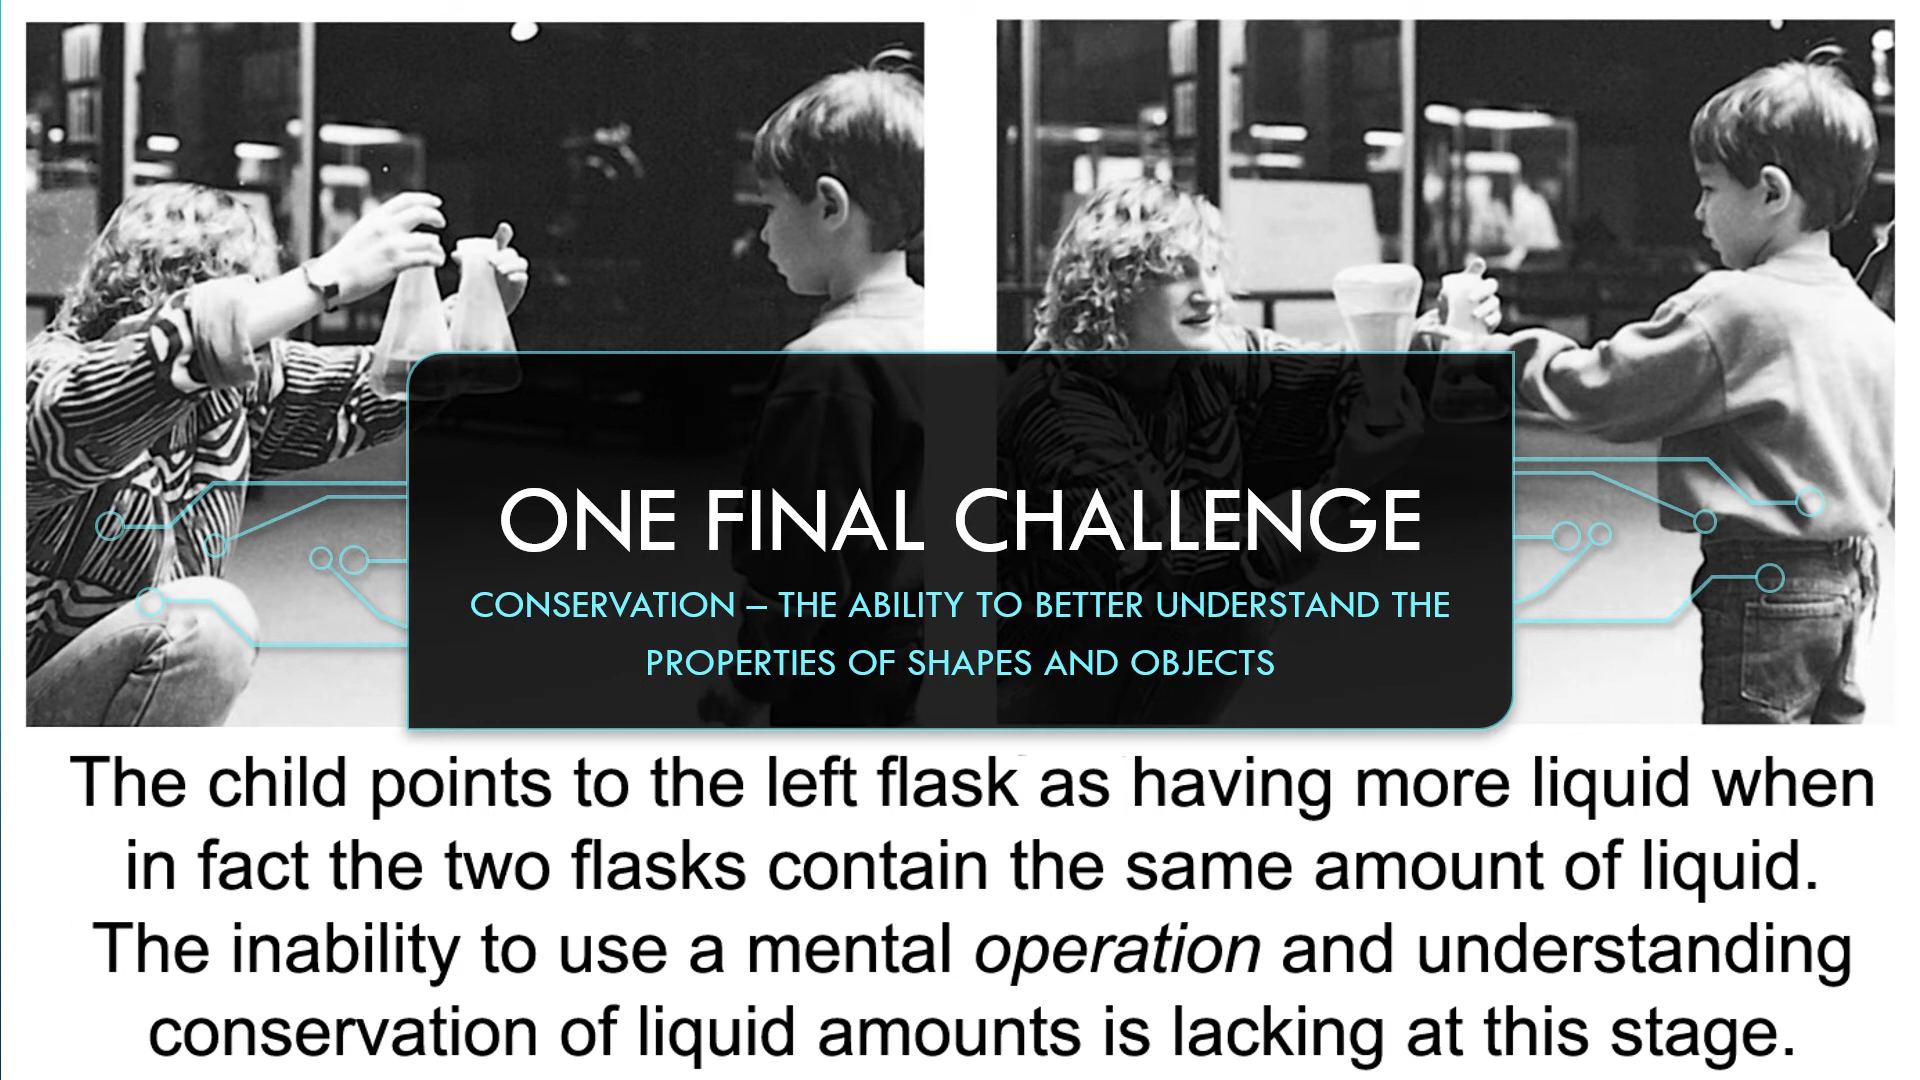 ONE FINAL CHALLENGE
CONSERVATION – THE ABILITY TO BETTER UNDERSTAND THE
PROPERTIES OF SHAPES AND OBJECTS
The child points to the left flask as having more liquid when
in fact the two flasks contain the same amount of liquid.
The inability to use a mental operation and understanding
conservation of liquid amounts is lacking at this stage.